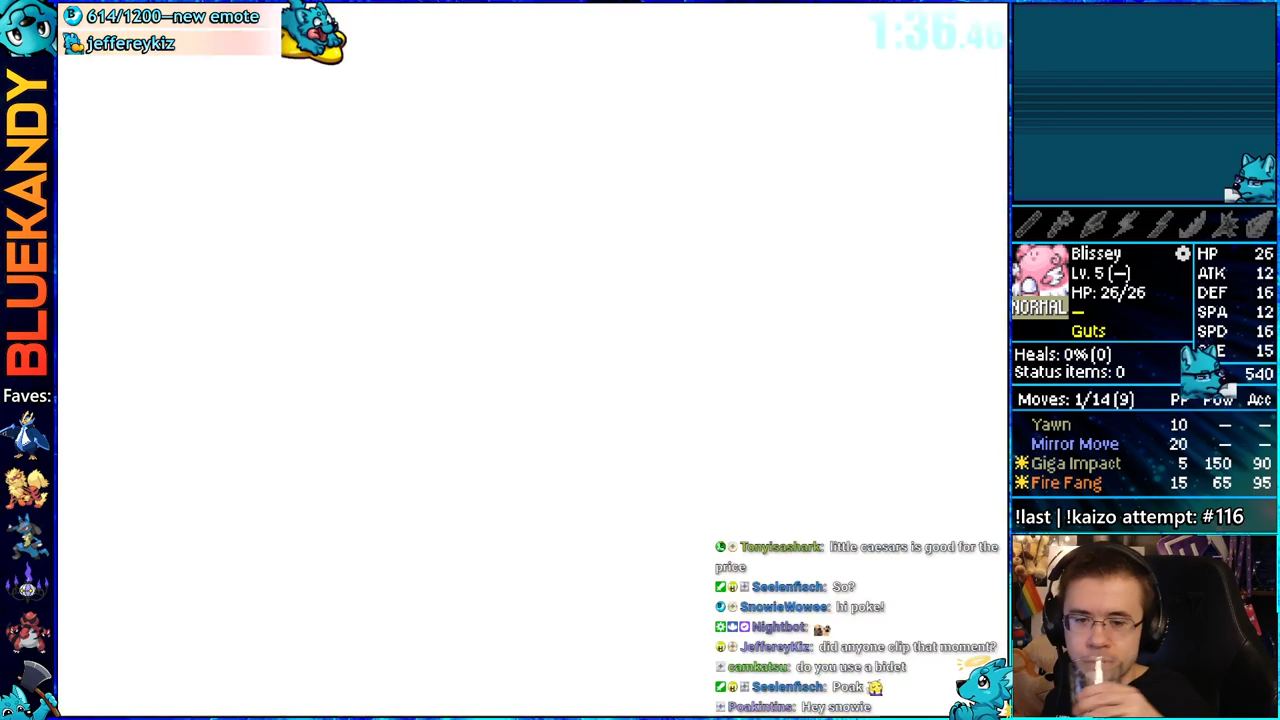 614/1200—new emote
jeffereykiz
1:36.46
BLUEKANDY
Faves:
Blissey
Lv. 5 (—)
HP: 26/26
NORMAL
—
Guts
HP 26
ATK 12
DEF 16
SPA 12
SPD 16
15
540
Heals: 0% (0)
Status items: 0
Moves: 1/14 (9) PP Pow Acc
Yawn 10 — —
Mirror Move 20 — —
Giga Impact 5 150 90
Fire Fang 15 65 95
!last | !kaizo attempt: #116
Tonyisashark: little caesars is good for the
price
Seelenfisch: So?
SnowieWowee: hi poke!
Nightbot:
JeffereyKiz: did anyone clip that moment?
camkatsu: do you use a bidet
Seelenfisch: Poak
Poakintins: Hey snowie